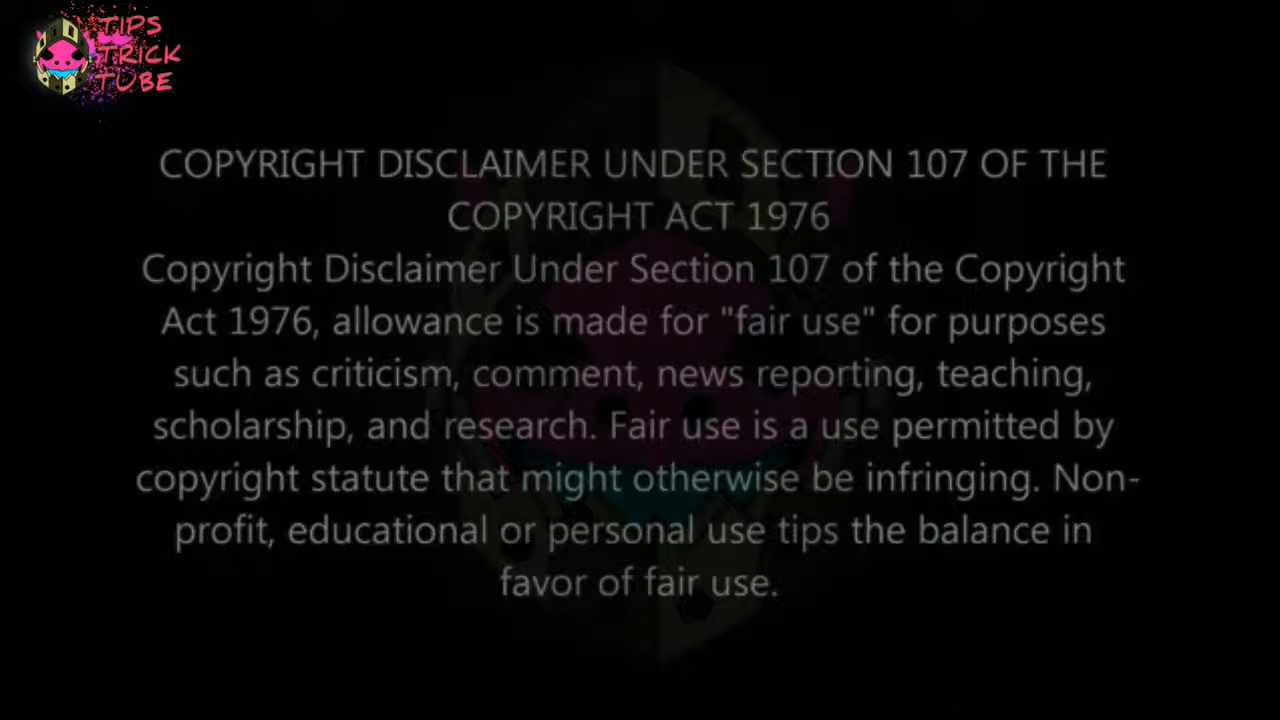 TIPS
TRICK
TUBE
COPYRIGHT DISCLAIMER UNDER SECTION 107 OF THE
COPYRIGHT ACT 1976
Copyright Disclaimer Under Section 107 of the Copyright
Act 1976, allowance is made for "fair use" for purposes
such as criticism, comment, news reporting, teaching,
scholarship, and research. Fair use is a use permitted by
copyright statute that might otherwise be infringing. Non-
profit, educational or personal use tips the balance in
favor of fair use.